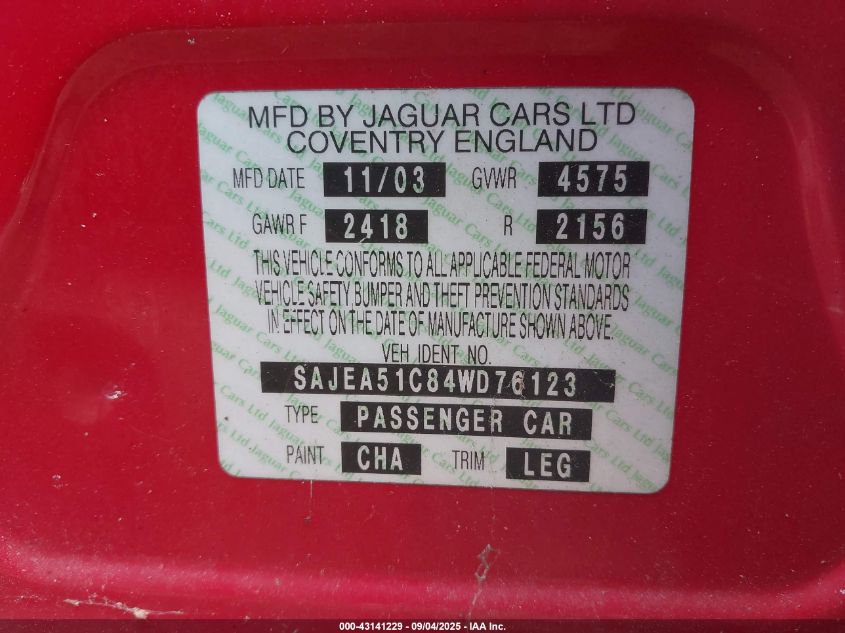 MFD BY JAGUAR CARS LTD
COVENTRY ENGLAND
MFD DATE 11/03 GVWR 4575
GAWR F 2418 R 2156
THIS VEHICLE CONFORMS TO ALL APPLICABLE FEDERAL MOTOR
VEHICLE SAFETY, BUMPER AND THEFT PREVENTION STANDARDS
IN EFFECT ON THE DATE OF MANUFACTURE SHOWN ABOVE.
VEH IDENT NO.
SAJEA51C84WD76123
TYPE PASSENGER CAR
PAINT CHA TRIM LEG
000-43141229 - 09/04/2025 - IAA Inc.